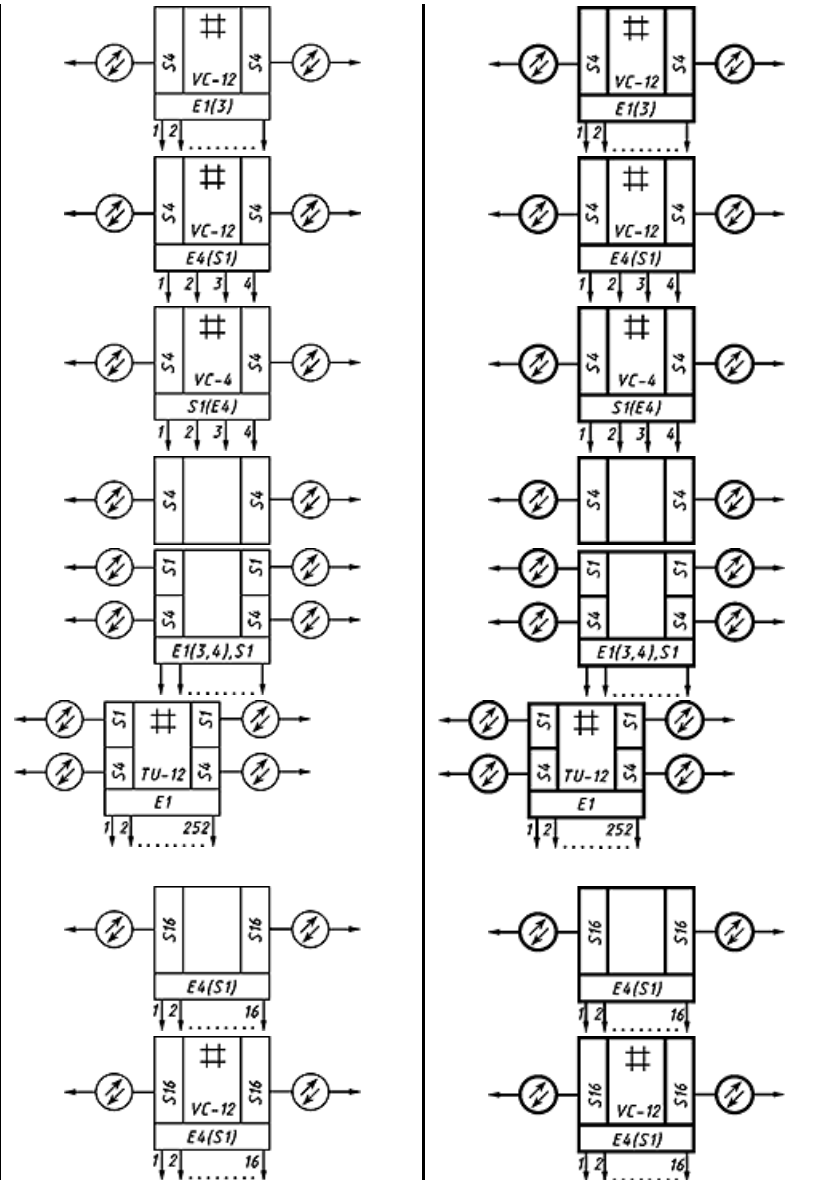 S4 VC-12 S4 S4 VC-12 S4
E1(3) E1(3)
1 2 ......... 1 2 .........
S4 VC-12 S4 S4 VC-12 S4
E4(S1) E4(S1)
1 2 3 4 1 2 3 4
S4 VC-4 S4 S4 VC-4 S4
S1(E4) S1(E4)
1 2 3 4 1 2 3 4
S4 S4 S4 S4
S1 S1 S1 S1
S4 S4 S4 S4
E1(3,4),S1 E1(3,4),S1
......... .........
S1 S1 S1 S1
S4 TU-12 S4 S4 TU-12 S4
E1 E1
1 2 ......... 252 1 2 ......... 252
S16 S16 S16 S16
E4(S1) E4(S1)
1 2 ......... 16 1 2 ......... 16
S16 VC-12 S16 S16 VC-12 S16
E4(S1) E4(S1)
1 2 ......... 16 1 2 ......... 16